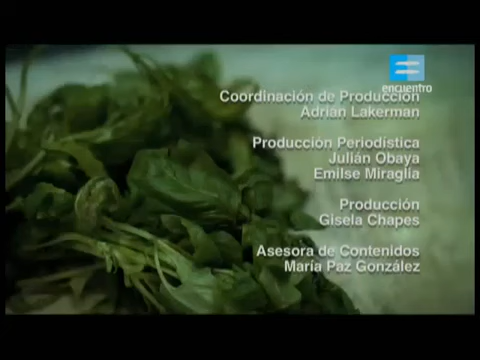 encuentro
Coordinación de Producción
Adrián Lakerman
Producción Periodística
Julián Obaya
Emilse Miraglia
Producción
Gisela Chapes
Asesora de Contenidos
María Paz González